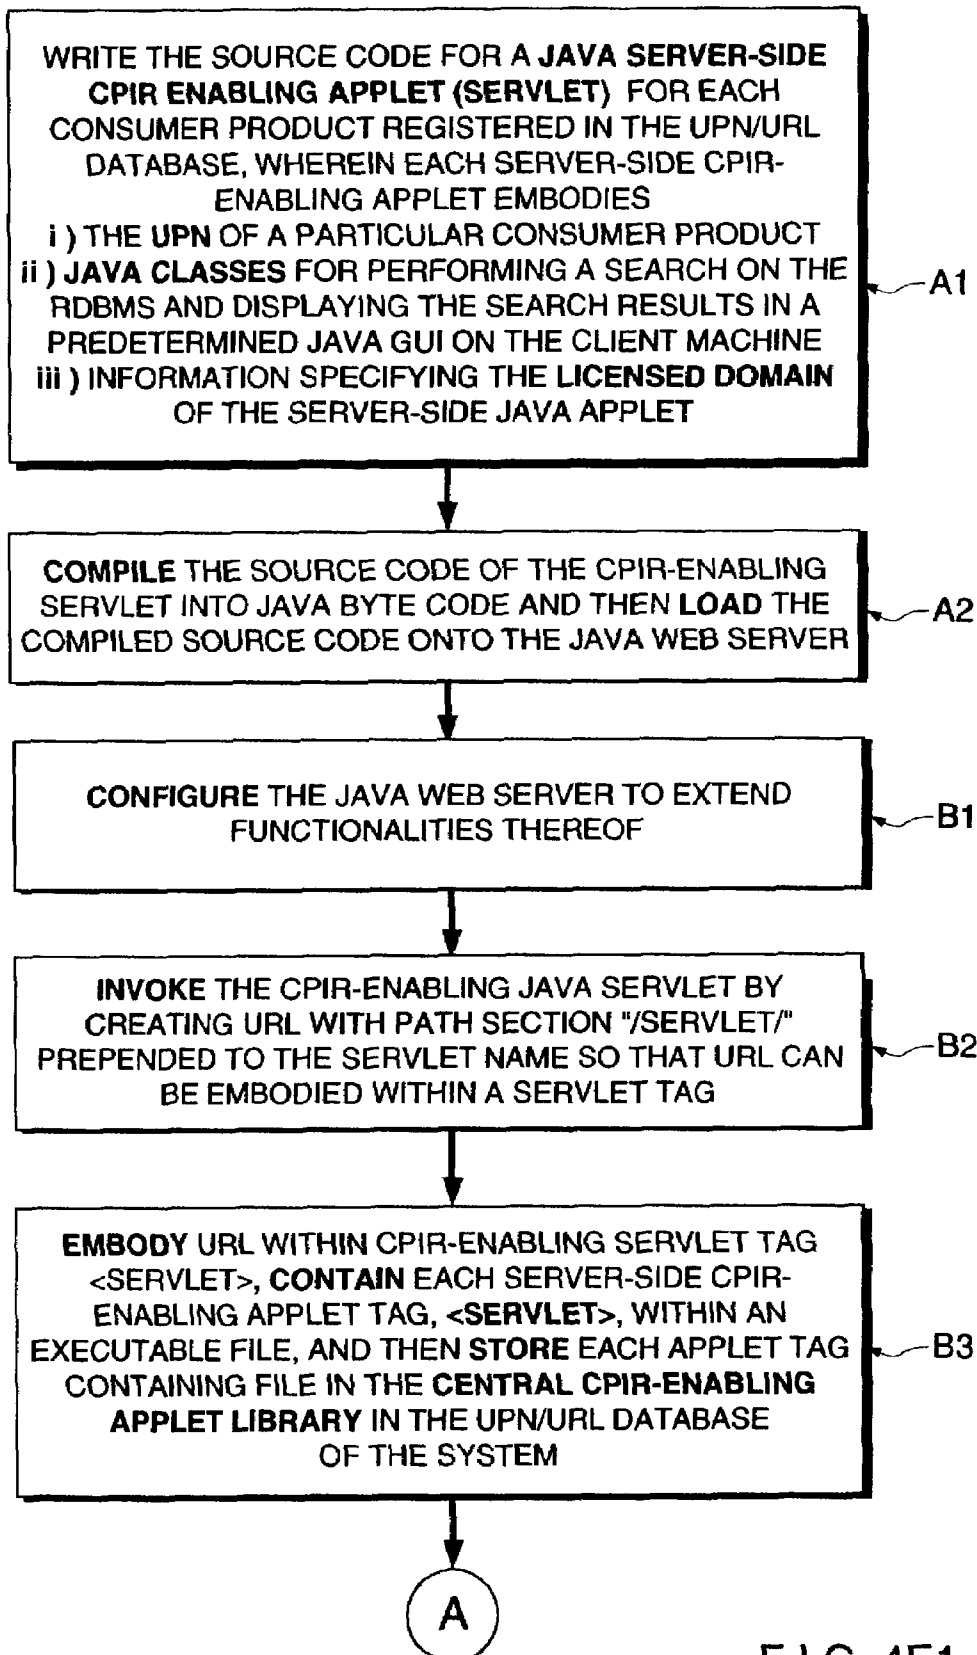 WRITE THE SOURCE CODE FOR A JAVA SERVER-SIDE
CPIR ENABLING APPLET (SERVLET) FOR EACH
CONSUMER PRODUCT REGISTERED IN THE UPN/URL
DATABASE, WHEREIN EACH SERVER-SIDE CPIR-
ENABLING APPLET EMBODIES
i ) THE UPN OF A PARTICULAR CONSUMER PRODUCT
ii ) JAVA CLASSES FOR PERFORMING A SEARCH ON THE
RDBMS AND DISPLAYING THE SEARCH RESULTS IN A
PREDETERMINED JAVA GUI ON THE CLIENT MACHINE
iii ) INFORMATION SPECIFYING THE LICENSED DOMAIN
OF THE SERVER-SIDE JAVA APPLET
A1
COMPILE THE SOURCE CODE OF THE CPIR-ENABLING
SERVLET INTO JAVA BYTE CODE AND THEN LOAD THE
COMPILED SOURCE CODE ONTO THE JAVA WEB SERVER
A2
CONFIGURE THE JAVA WEB SERVER TO EXTEND
FUNCTIONALITIES THEREOF
B1
INVOKE THE CPIR-ENABLING JAVA SERVLET BY
CREATING URL WITH PATH SECTION "/SERVLET/"
PREPENDED TO THE SERVLET NAME SO THAT URL CAN
BE EMBODIED WITHIN A SERVLET TAG
B2
EMBODY URL WITHIN CPIR-ENABLING SERVLET TAG
<SERVLET>, CONTAIN EACH SERVER-SIDE CPIR-
ENABLING APPLET TAG, <SERVLET>, WITHIN AN
EXECUTABLE FILE, AND THEN STORE EACH APPLET TAG
CONTAINING FILE IN THE CENTRAL CPIR-ENABLING
APPLET LIBRARY IN THE UPN/URL DATABASE
OF THE SYSTEM
B3
A